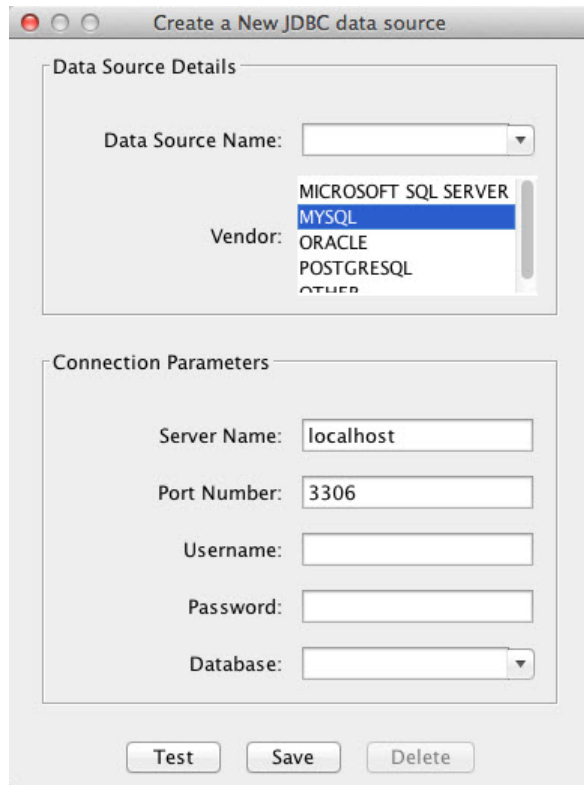 Create a New JDBC data source
Data Source Details
Data Source Name:
Vendor:
MICROSOFT SQL SERVER
MYSQL
ORACLE
POSTGRESQL
OTHER
Connection Parameters
Server Name: localhost
Port Number: 3306
Username:
Password:
Database:
Test Save Delete